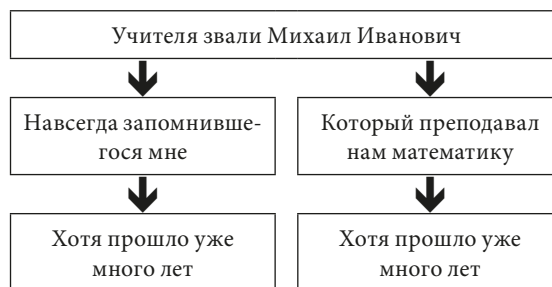 Учителя звали Михаил Иванович
Навсегда запомнивше-
гося мне
Который преподавал
нам математику
Хотя прошло уже
много лет
Хотя прошло уже
много лет